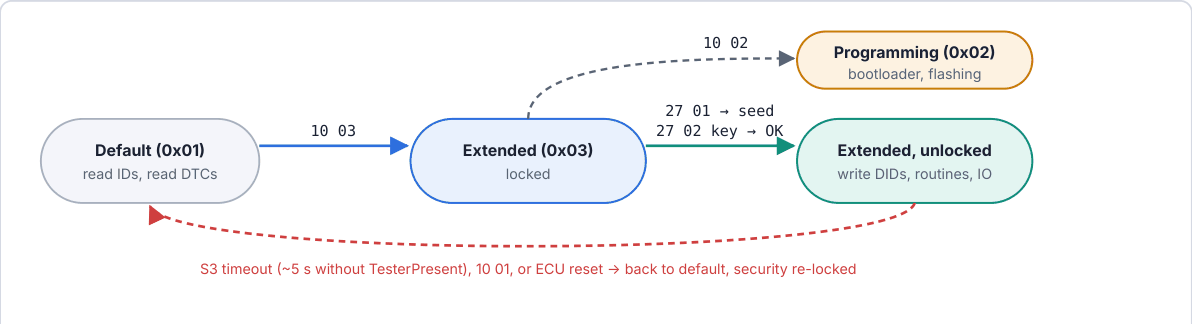 10 02
Programming (0x02)
bootloader, flashing
27 01 → seed
27 02 key → OK
10 03
Default (0x01)
read IDs, read DTCs
Extended (0x03)
locked
Extended, unlocked
write DIDs, routines, IO
S3 timeout (~5 s without TesterPresent), 10 01, or ECU reset → back to default, security re-locked